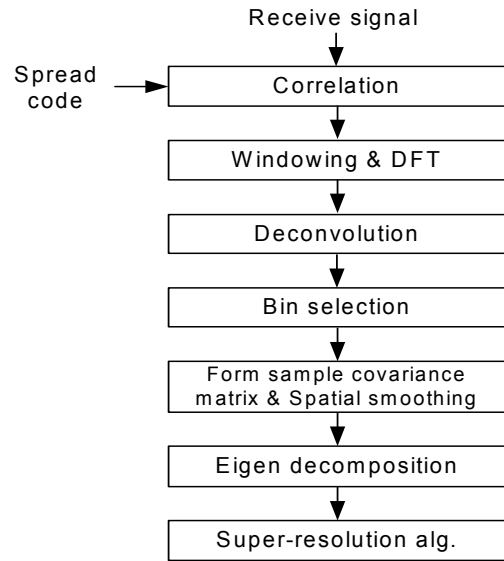 Receive signal
Spread
code
Correlation
Windowing & DFT
Deconvolution
Bin selection
Form sample covariance
matrix & Spatial smoothing
Eigen decomposition
Super-resolution alg.